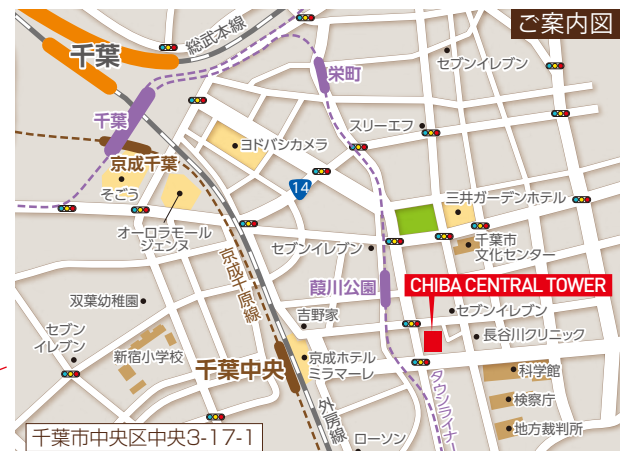 ご案内図
総武本線
千葉
栄町
セブンイレブン
千葉
スリーエフ
ヨドバシカメラ
京成千葉
そごう
14
三井ガーデンホテル
オーロラモール
ジェンヌ
セブンイレブン
千葉市
文化センター
京成千原線
葭川公園
CHIBA CENTRAL TOWER
双葉幼稚園
吉野家
セブンイレブン
セブン
イレブン
長谷川クリニック
新宿小学校
千葉中央
京成ホテル
ミラマーレ
科学館
タウンライナー
検察庁
外房線
地方裁判所
ローソン
千葉市中央区中央3-17-1